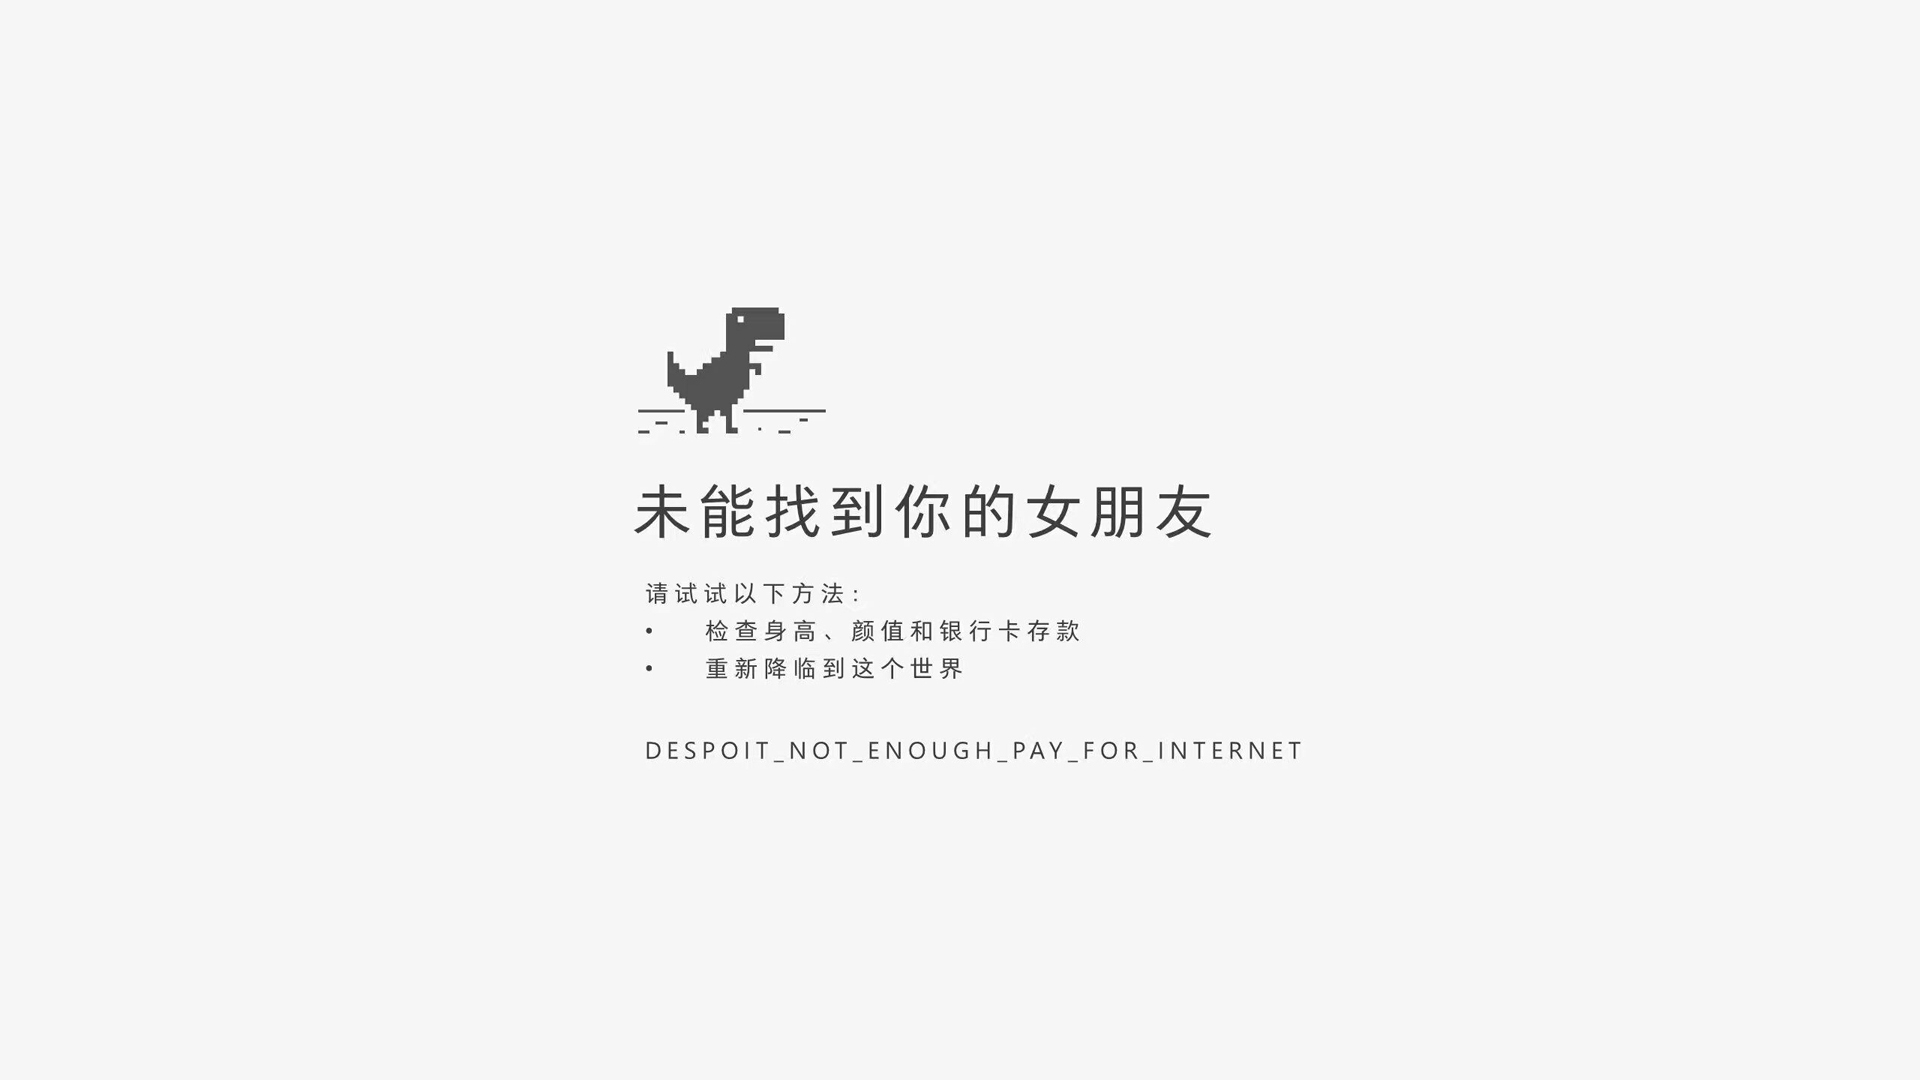 未能找到你的女朋友
请试试以下方法:
• 检查身高、颜值和银行卡存款
• 重新降临到这个世界
DESPOIT_NOT_ENOUGH_PAY_FOR_INTERNET